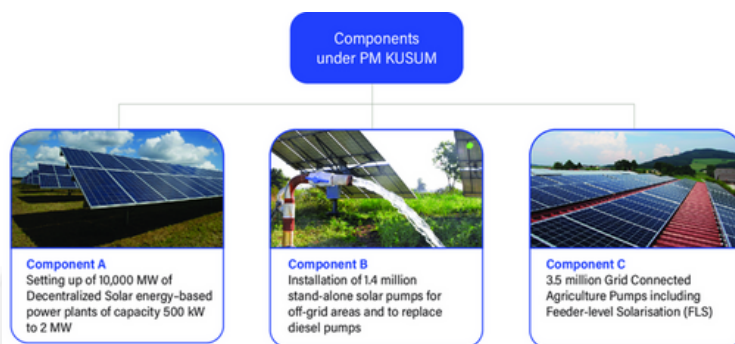 Components
under PM KUSUM
Component A
Setting up of 10,000 MW of
Decentralized Solar energy–based
power plants of capacity 500 kW
to 2 MW
Component B
Installation of 1.4 million
stand-alone solar pumps for
off-grid areas and to replace
diesel pumps
Component C
3.5 million Grid Connected
Agriculture Pumps including
Feeder-level Solarisation (FLS)